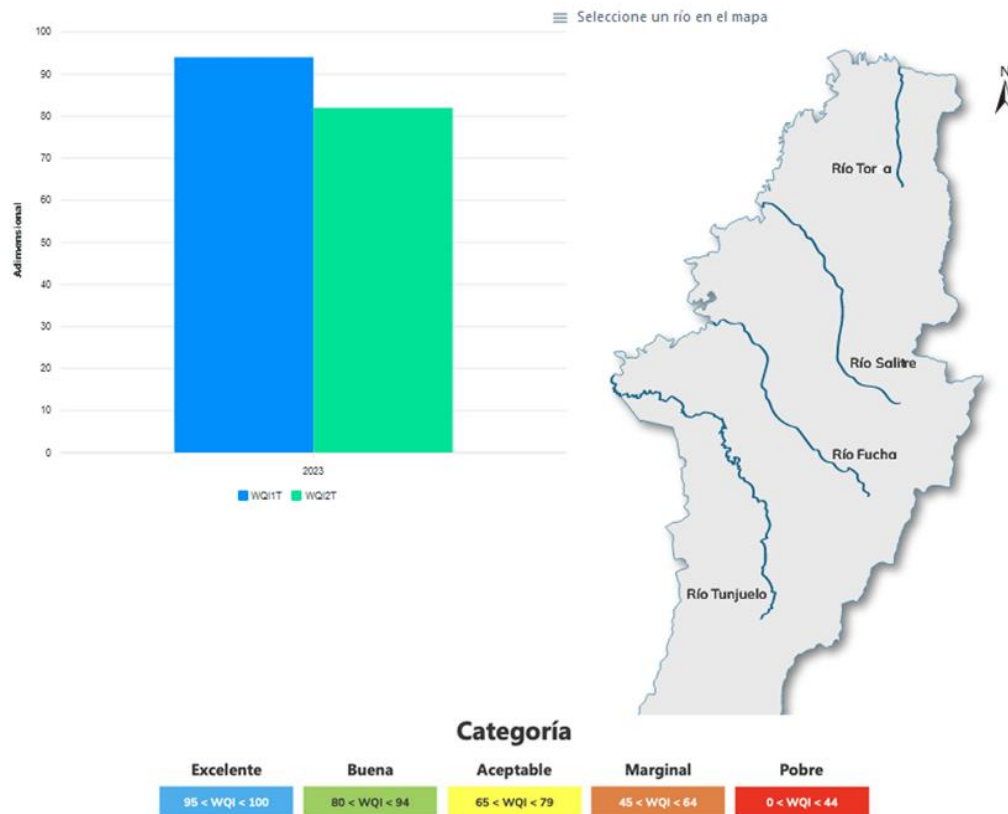 Seleccione un río en el mapa
100
90
80
70
60
50
40
30
20
10
0
Adimensional
2023
WQI1T WQI2T
N
Río Tor a
Río Salitre
Río Fucha
Río Tunjuelo
Categoría
Excelente Buena Aceptable Marginal Pobre
95 < WQI < 100 80 < WQI < 94 65 < WQI < 79 45 < WQI < 64 0 < WQI < 44